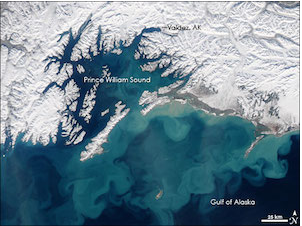 Valdez, AK
Prince William Sound
Gulf of Alaska
N
25 km